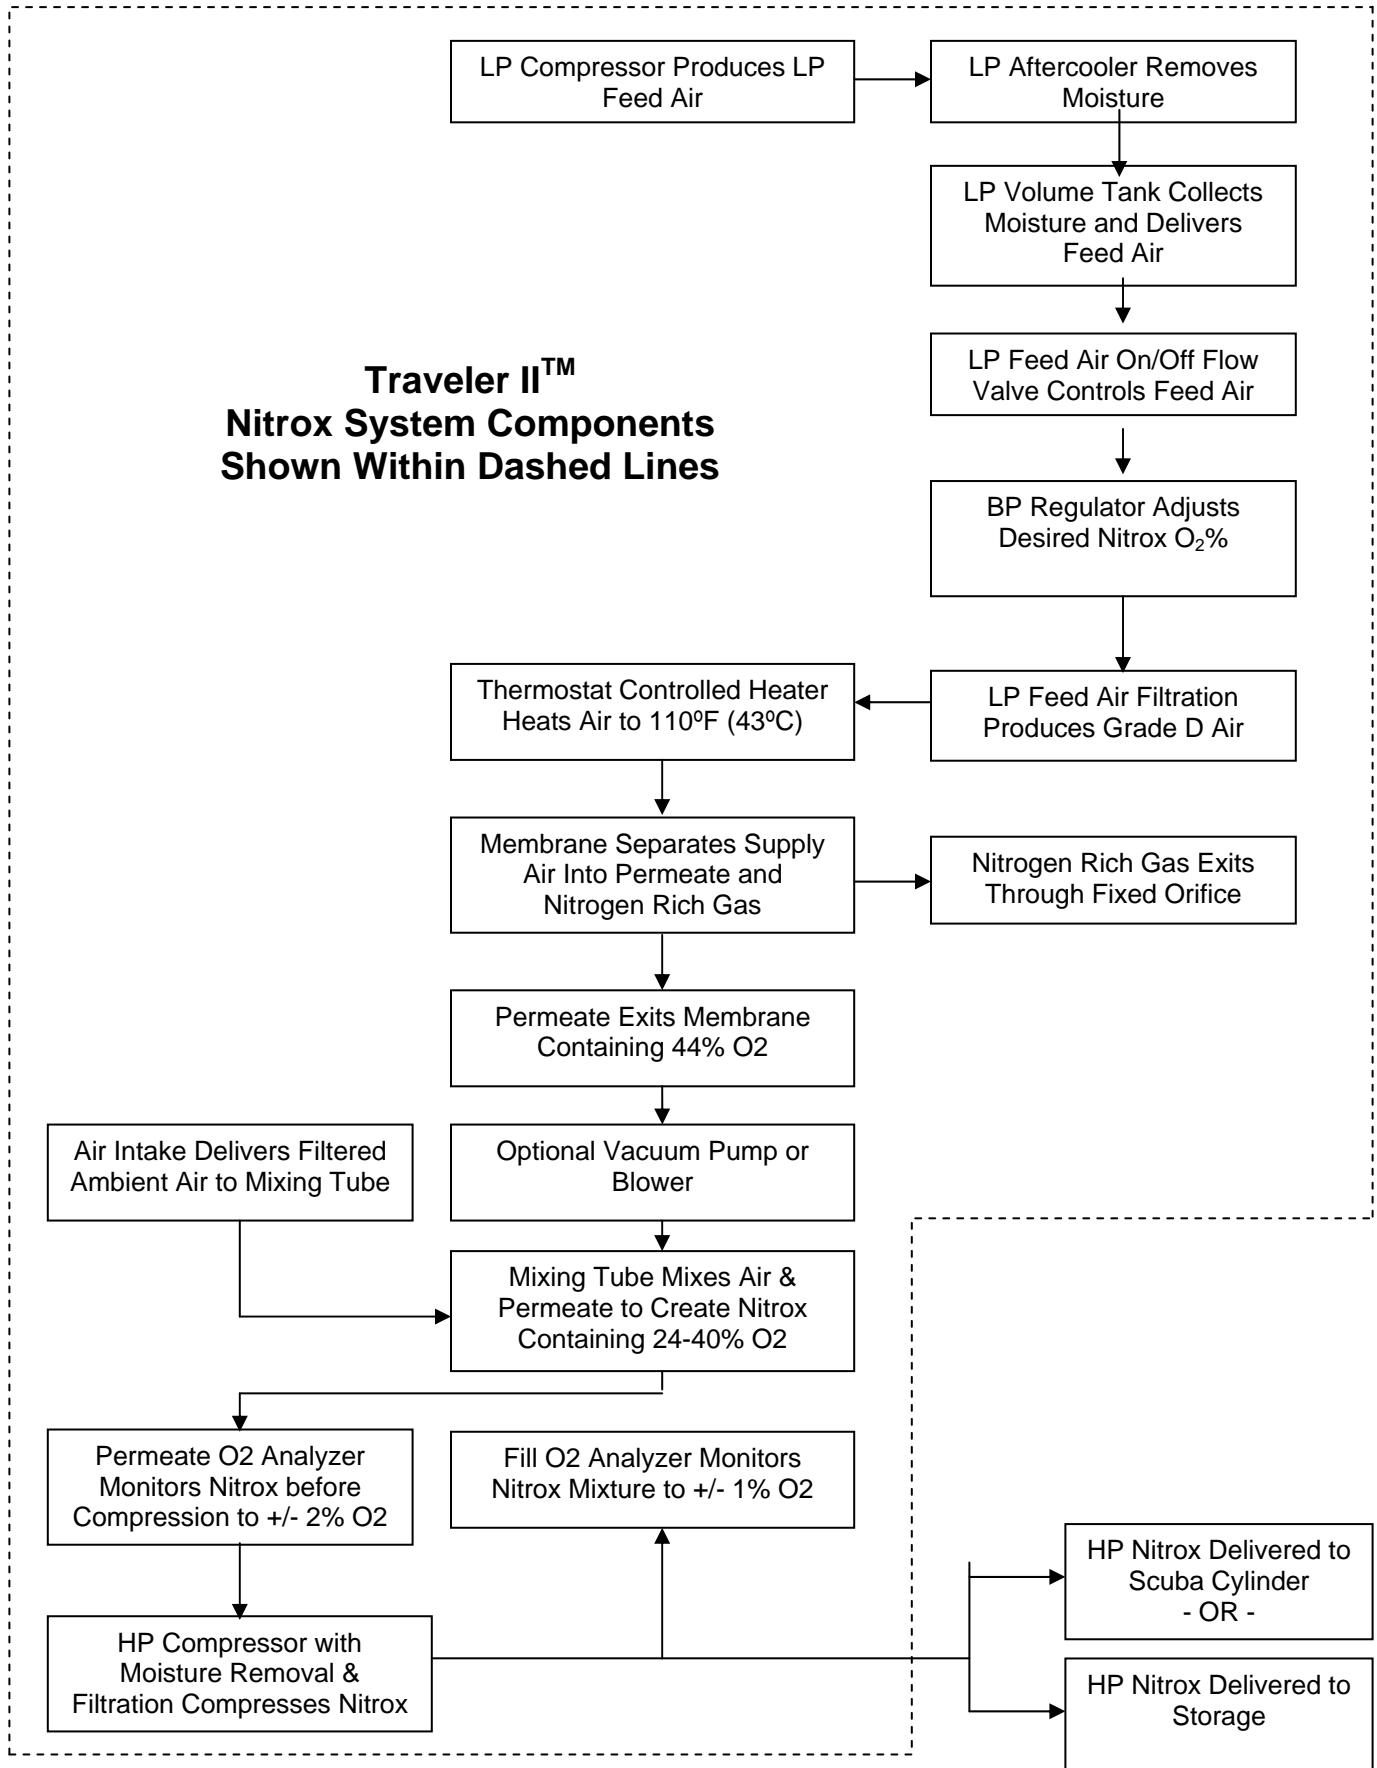 LP Compressor Produces LP
Feed Air
LP Aftercooler Removes
Moisture
LP Volume Tank Collects
Moisture and Delivers
Feed Air
LP Feed Air On/Off Flow
Valve Controls Feed Air
Traveler II™
Nitrox System Components
Shown Within Dashed Lines
BP Regulator Adjusts
Desired Nitrox O₂%
LP Feed Air Filtration
Produces Grade D Air
Thermostat Controlled Heater
Heats Air to 110ºF (43ºC)
Membrane Separates Supply
Air Into Permeate and
Nitrogen Rich Gas
Nitrogen Rich Gas Exits
Through Fixed Orifice
Permeate Exits Membrane
Containing 44% O2
Air Intake Delivers Filtered
Ambient Air to Mixing Tube
Optional Vacuum Pump or
Blower
Mixing Tube Mixes Air &
Permeate to Create Nitrox
Containing 24-40% O2
Permeate O2 Analyzer
Monitors Nitrox before
Compression to +/- 2% O2
Fill O2 Analyzer Monitors
Nitrox Mixture to +/- 1% O2
HP Compressor with
Moisture Removal &
Filtration Compresses Nitrox
HP Nitrox Delivered to
Scuba Cylinder
- OR -
HP Nitrox Delivered to
Storage